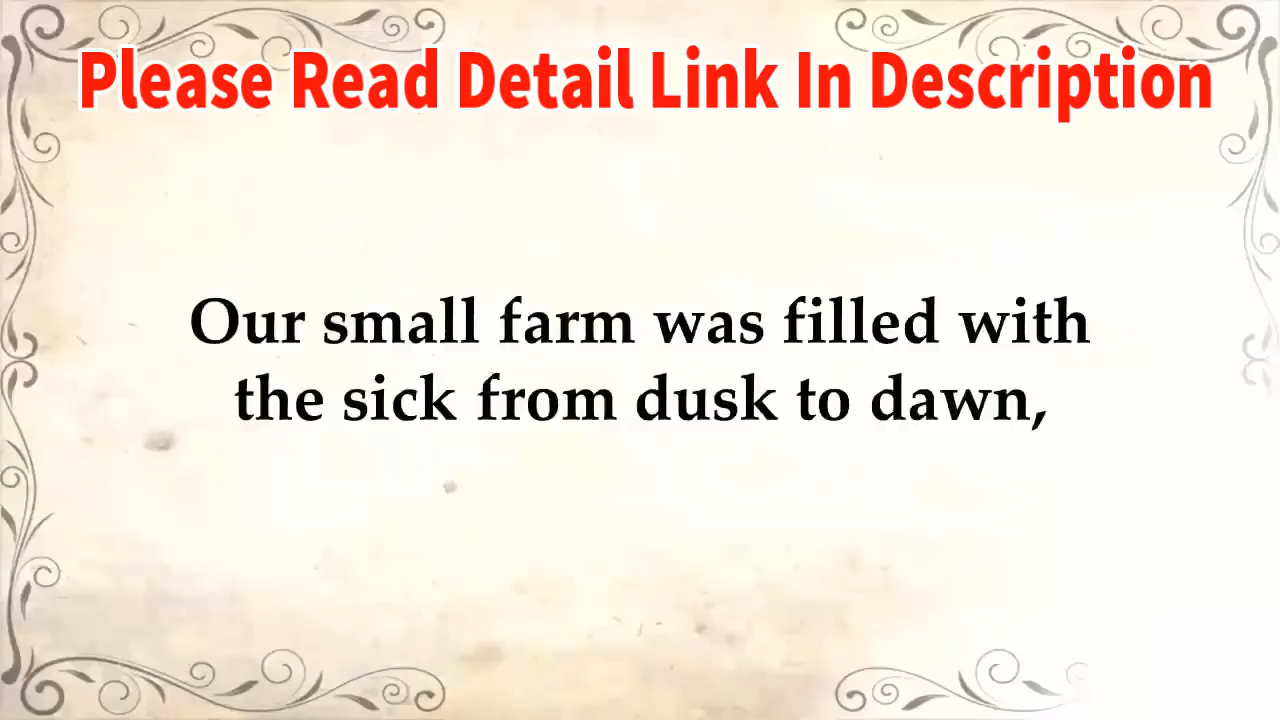 Please Read Detail Link In Description
Our small farm was filled with
the sick from dusk to dawn,